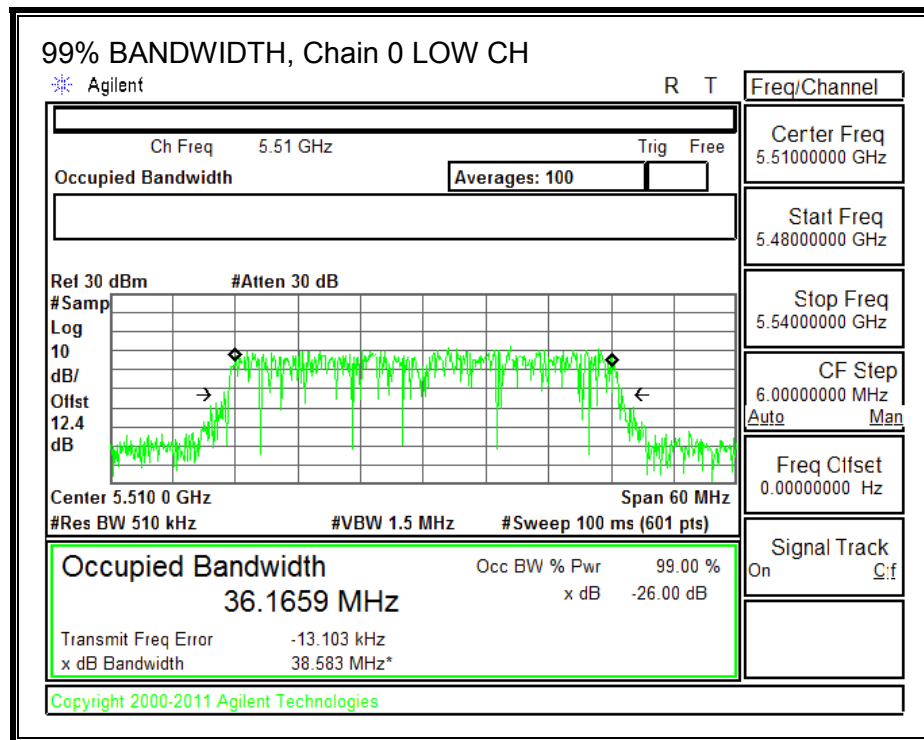 99% BANDWIDTH, Chain 0 LOW CH
Agilent R T
Freq/Channel
Ch Freq 5.51 GHz Trig Free
Occupied Bandwidth Averages: 100
Center Freq
5.51000000 GHz
Start Freq
5.48000000 GHz
Stop Freq
5.54000000 GHz
CF Step
6.00000000 MHz
Auto Man
Freq Offset
0.00000000 Hz
Signal Track
On Off
Ref 30 dBm #Atten 30 dB
#Samp
Log
10
dB/
Offst
12.4
dB
Center 5.510 0 GHz Span 60 MHz
#Res BW 510 kHz #VBW 1.5 MHz #Sweep 100 ms (601 pts)
Occupied Bandwidth Occ BW % Pwr 99.00 %
36.1659 MHz x dB -26.00 dB
Transmit Freq Error -13.103 kHz
x dB Bandwidth 38.583 MHz*
Copyright 2000-2011 Agilent Technologies